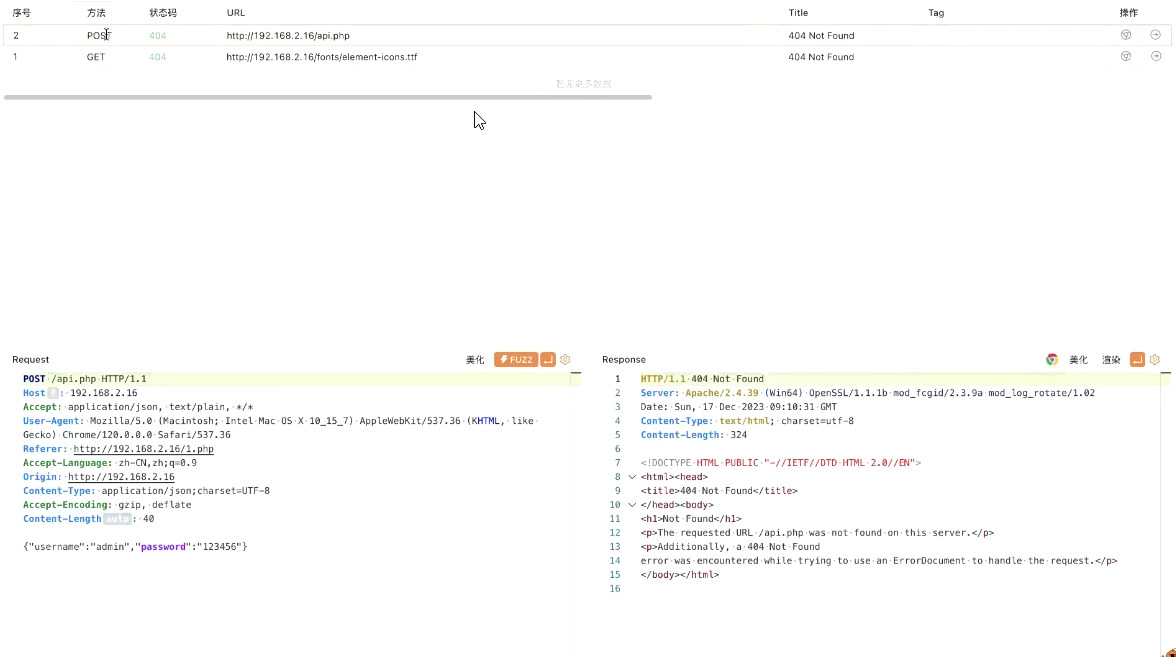 序号 方法 状态码 URL Title Tag 操作
2 POST 404 http://192.168.2.16/api.php 404 Not Found
1 GET 404 http://192.168.2.16/fonts/element-icons.ttf 404 Not Found
暂无更多数据
Request 美化 FUZZ
POST /api.php HTTP/1.1
Host ? : 192.168.2.16
Accept: application/json, text/plain, */*
User-Agent: Mozilla/5.0 (Macintosh; Intel Mac OS X 10_15_7) AppleWebKit/537.36 (KHTML, like
Gecko) Chrome/120.0.0.0 Safari/537.36
Referer: http://192.168.2.16/1.php
Accept-Language: zh-CN,zh;q=0.9
Origin: http://192.168.2.16
Content-Type: application/json;charset=UTF-8
Accept-Encoding: gzip, deflate
Content-Length auto : 40
{"username":"admin","password":"123456"}
Response 美化 渲染
1 HTTP/1.1 404 Not Found
2 Server: Apache/2.4.39 (Win64) OpenSSL/1.1.1b mod_fcgid/2.3.9a mod_log_rotate/1.02
3 Date: Sun, 17 Dec 2023 09:10:31 GMT
4 Content-Type: text/html; charset=utf-8
5 Content-Length: 324
6
7 <!DOCTYPE HTML PUBLIC "-//IETF//DTD HTML 2.0//EN">
8 <html><head>
9 <title>404 Not Found</title>
10 </head><body>
11 <h1>Not Found</h1>
12 <p>The requested URL /api.php was not found on this server.</p>
13 <p>Additionally, a 404 Not Found
14 error was encountered while trying to use an ErrorDocument to handle the request.</p>
15 </body></html>
16